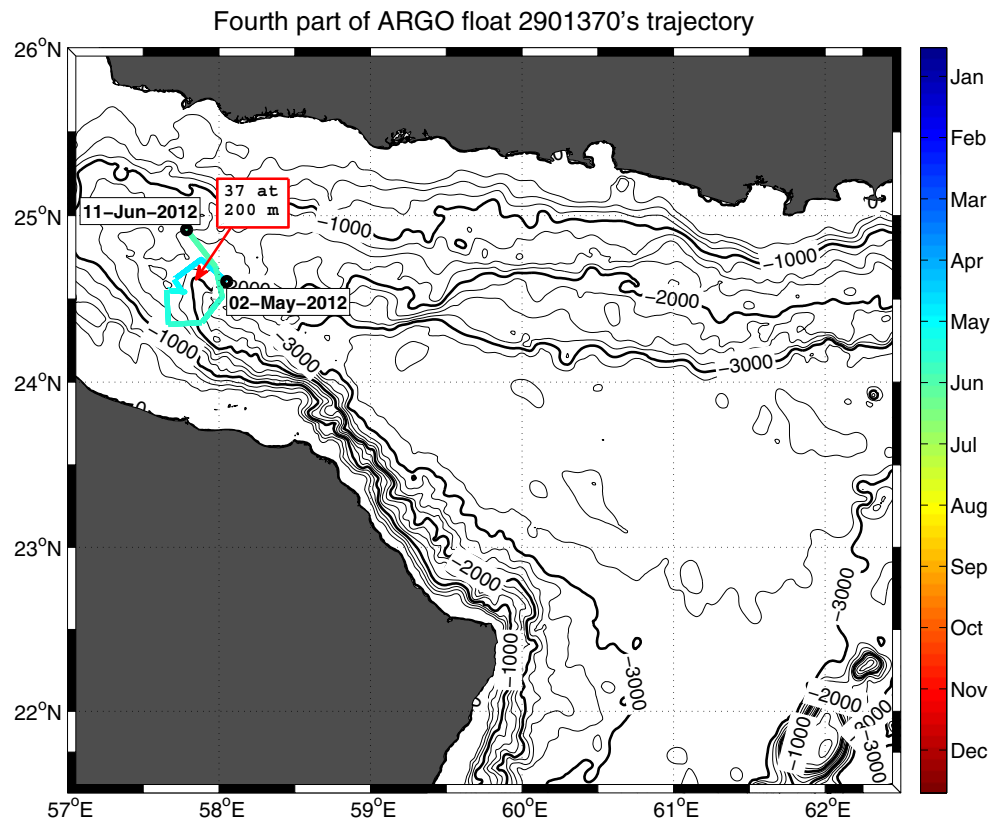 Fourth part of ARGO float 2901370's trajectory
26°N
25°N
24°N
23°N
22°N
57°E
58°E
59°E
60°E
61°E
62°E
37 at
200 m
11−Jun−2012
02−May−2012
−1000
−1000
−2000
−3000
−1000
−3000
−2000
−1000
−3000
−3000
−2000
−1000
−3000
−3000
Jan
Feb
Mar
Apr
May
Jun
Jul
Aug
Sep
Oct
Nov
Dec